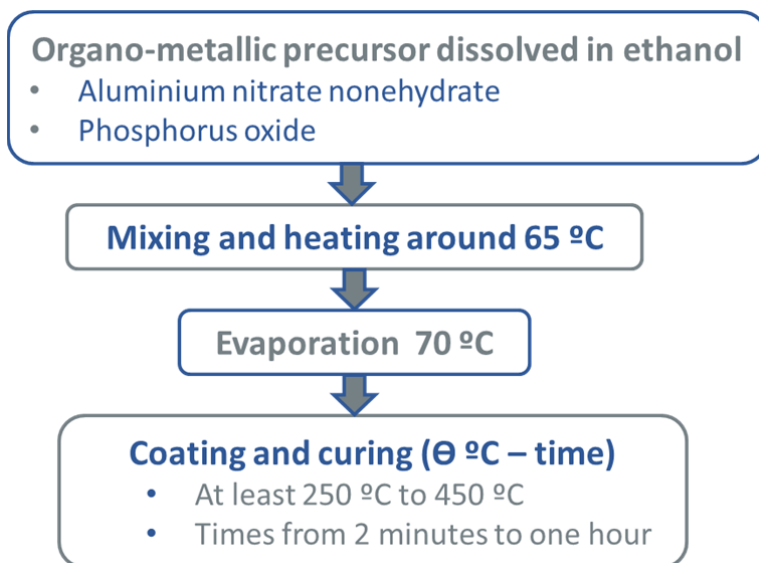 Organo-metallic precursor dissolved in ethanol
• Aluminium nitrate nonehydrate
• Phosphorus oxide
Mixing and heating around 65 ºC
Evaporation 70 ºC
Coating and curing (ϴ ºC – time)
• At least 250 ºC to 450 ºC
• Times from 2 minutes to one hour